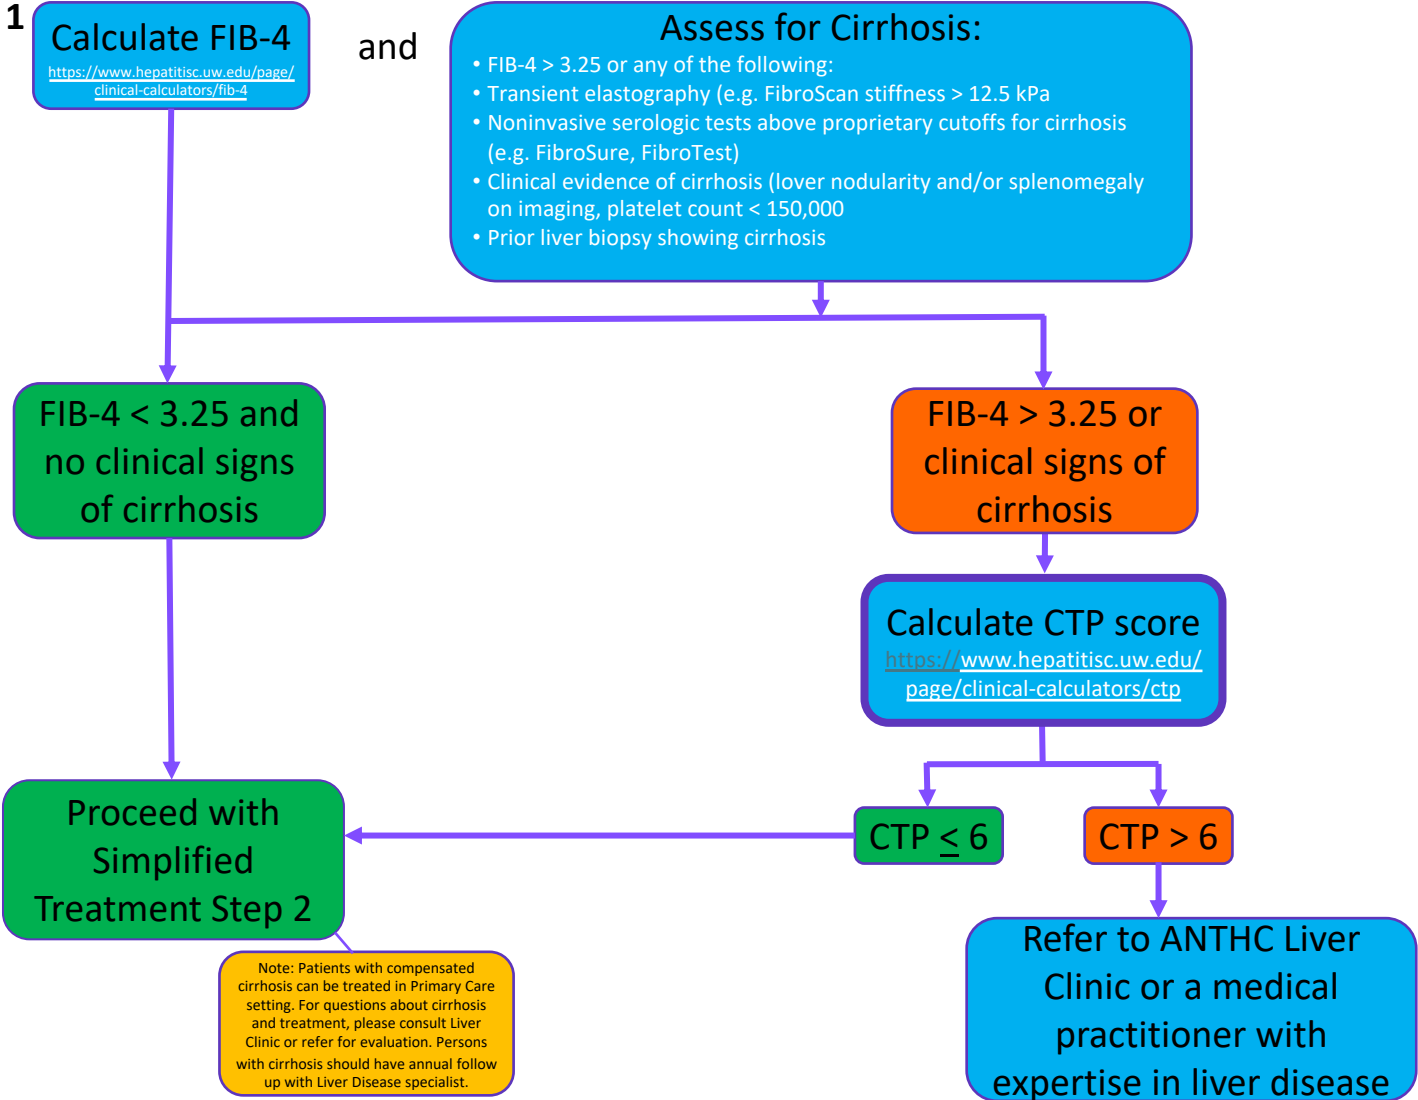 1
Calculate FIB-4
https://www.hepatitisc.uw.edu/page/
clinical-calculators/fib-4
and
Assess for Cirrhosis:
• FIB-4 > 3.25 or any of the following:
• Transient elastography (e.g. FibroScan stiffness > 12.5 kPa
• Noninvasive serologic tests above proprietary cutoffs for cirrhosis
(e.g. FibroSure, FibroTest)
• Clinical evidence of cirrhosis (lover nodularity and/or splenomegaly
on imaging, platelet count < 150,000
• Prior liver biopsy showing cirrhosis
FIB-4 < 3.25 and
no clinical signs
of cirrhosis
FIB-4 > 3.25 or
clinical signs of
cirrhosis
Calculate CTP score
https://www.hepatitisc.uw.edu/
page/clinical-calculators/ctp
Proceed with
Simplified
Treatment Step 2
CTP ≤ 6
CTP > 6
Note: Patients with compensated
cirrhosis can be treated in Primary Care
setting. For questions about cirrhosis
and treatment, please consult Liver
Clinic or refer for evaluation. Persons
with cirrhosis should have annual follow
up with Liver Disease specialist.
Refer to ANTHC Liver
Clinic or a medical
practitioner with
expertise in liver disease